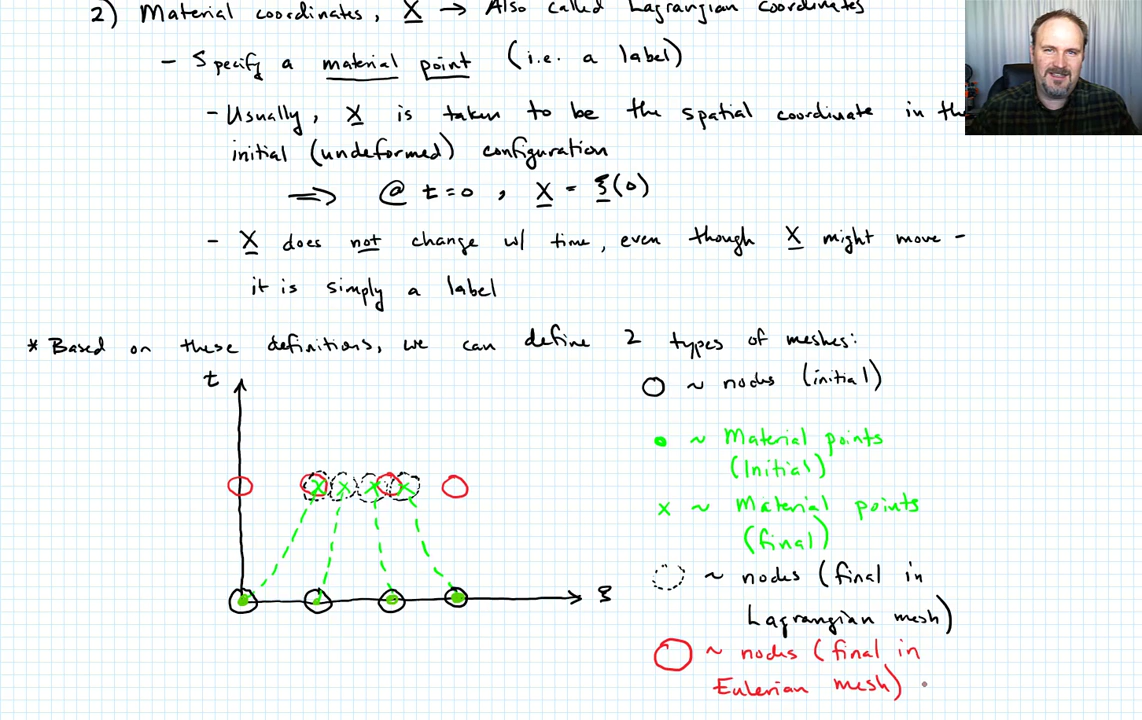 2) Material coordinates, X → Also called Lagrangian coordinates
- Specify a material point (i.e. a label)
- Usually, X is taken to be the spatial coordinate in the
initial (undeformed) configuration
⟹ @ t=0, X = ξ(0)
- X does not change w/ time, even though X might move -
it is simply a label
* Based on these definitions, we can define 2 types of meshes:
t
ξ
○ ~ nodes (initial)
• ~ Material points
(Initial)
x ~ Material points
(final)
~ nodes (final in
Lagrangian mesh)
○ ~ nodes (final in
Eulerian mesh)